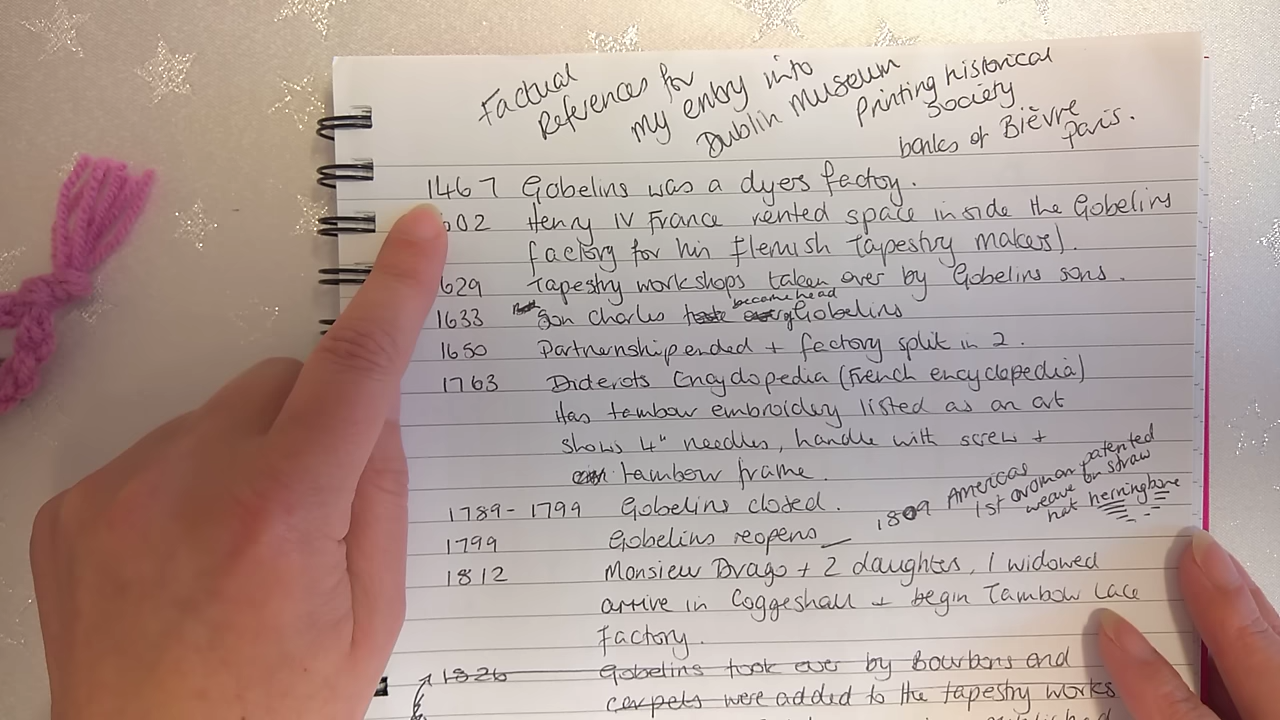 Factual
References for
my entry into
Dublin Museum
Printing historical
Society
banks of Bièvre
Paris.
1467 Gobelins was a dyers factory.
602 Henry IV France rented space inside the Gobelins
factory for his flemish tapestry makers).
629 Tapestry workshops taken over by Gobelins sons.
become head
1633 Son Charles took of Gobelins
1650 Partnership ended + factory split in 2.
1763 Diderots Encyclopedia (French encyclopedia)
Has tambour embroidery listed as an art
shows 4" needles, handle with screw +
tambour frame.
1789-1799 Gobelins closed.
1809 Americas
1st woman patented
weave on straw
hat herringbone
1799 Gobelins reopens
1812 Monsieur Drago + 2 daughters, 1 widowed
arrive in Coggeshall + begin Tambour Lace
factory.
1826 Gobelins took over by Bourbons and
carpets were added to the tapestry works